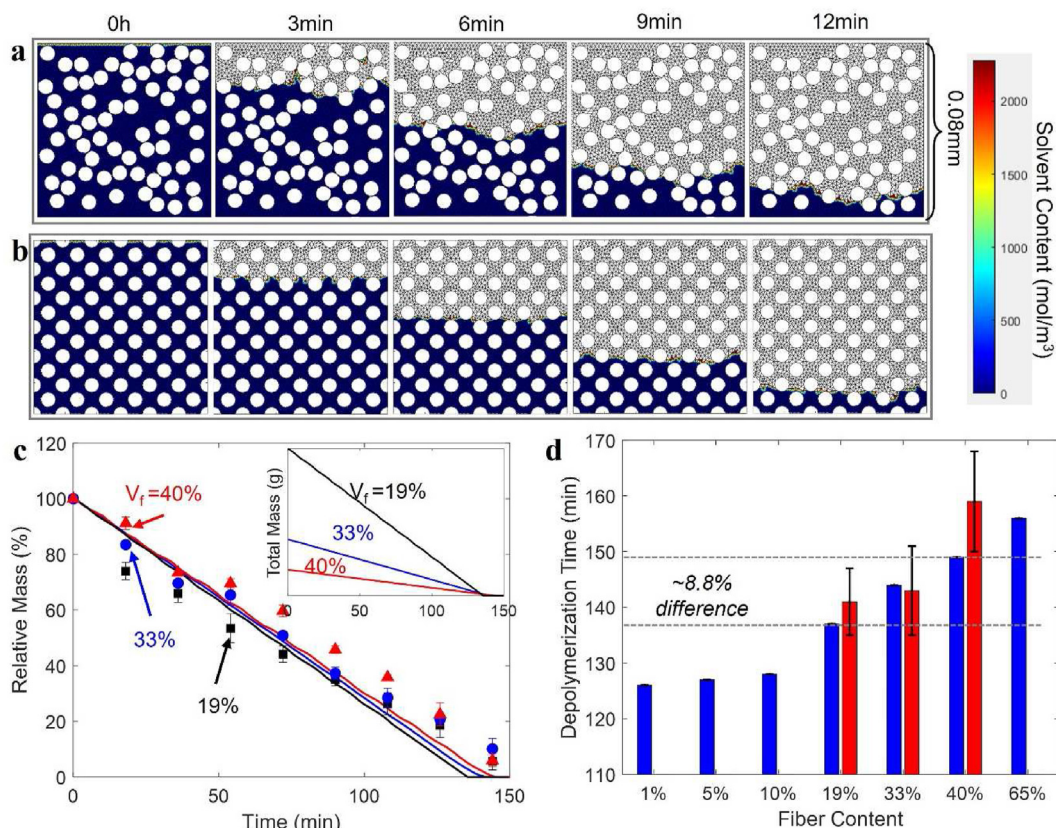 0h 3min 6min 9min 12min
a
0.08mm
2000
1500
1000
500
0
Solvent Content (mol/m³)
b
c
120
100
80
60
40
20
0
Relative Mass (%)
0 50 100 150
Time (min)
V_f =40%
33%
19%
Total Mass (g)
V_f=19%
33%
40%
0 50 100 150
d
170
160
150
140
130
120
110
Depolymerization Time (min)
~8.8%
difference
1% 5% 10% 19% 33% 40% 65%
Fiber Content